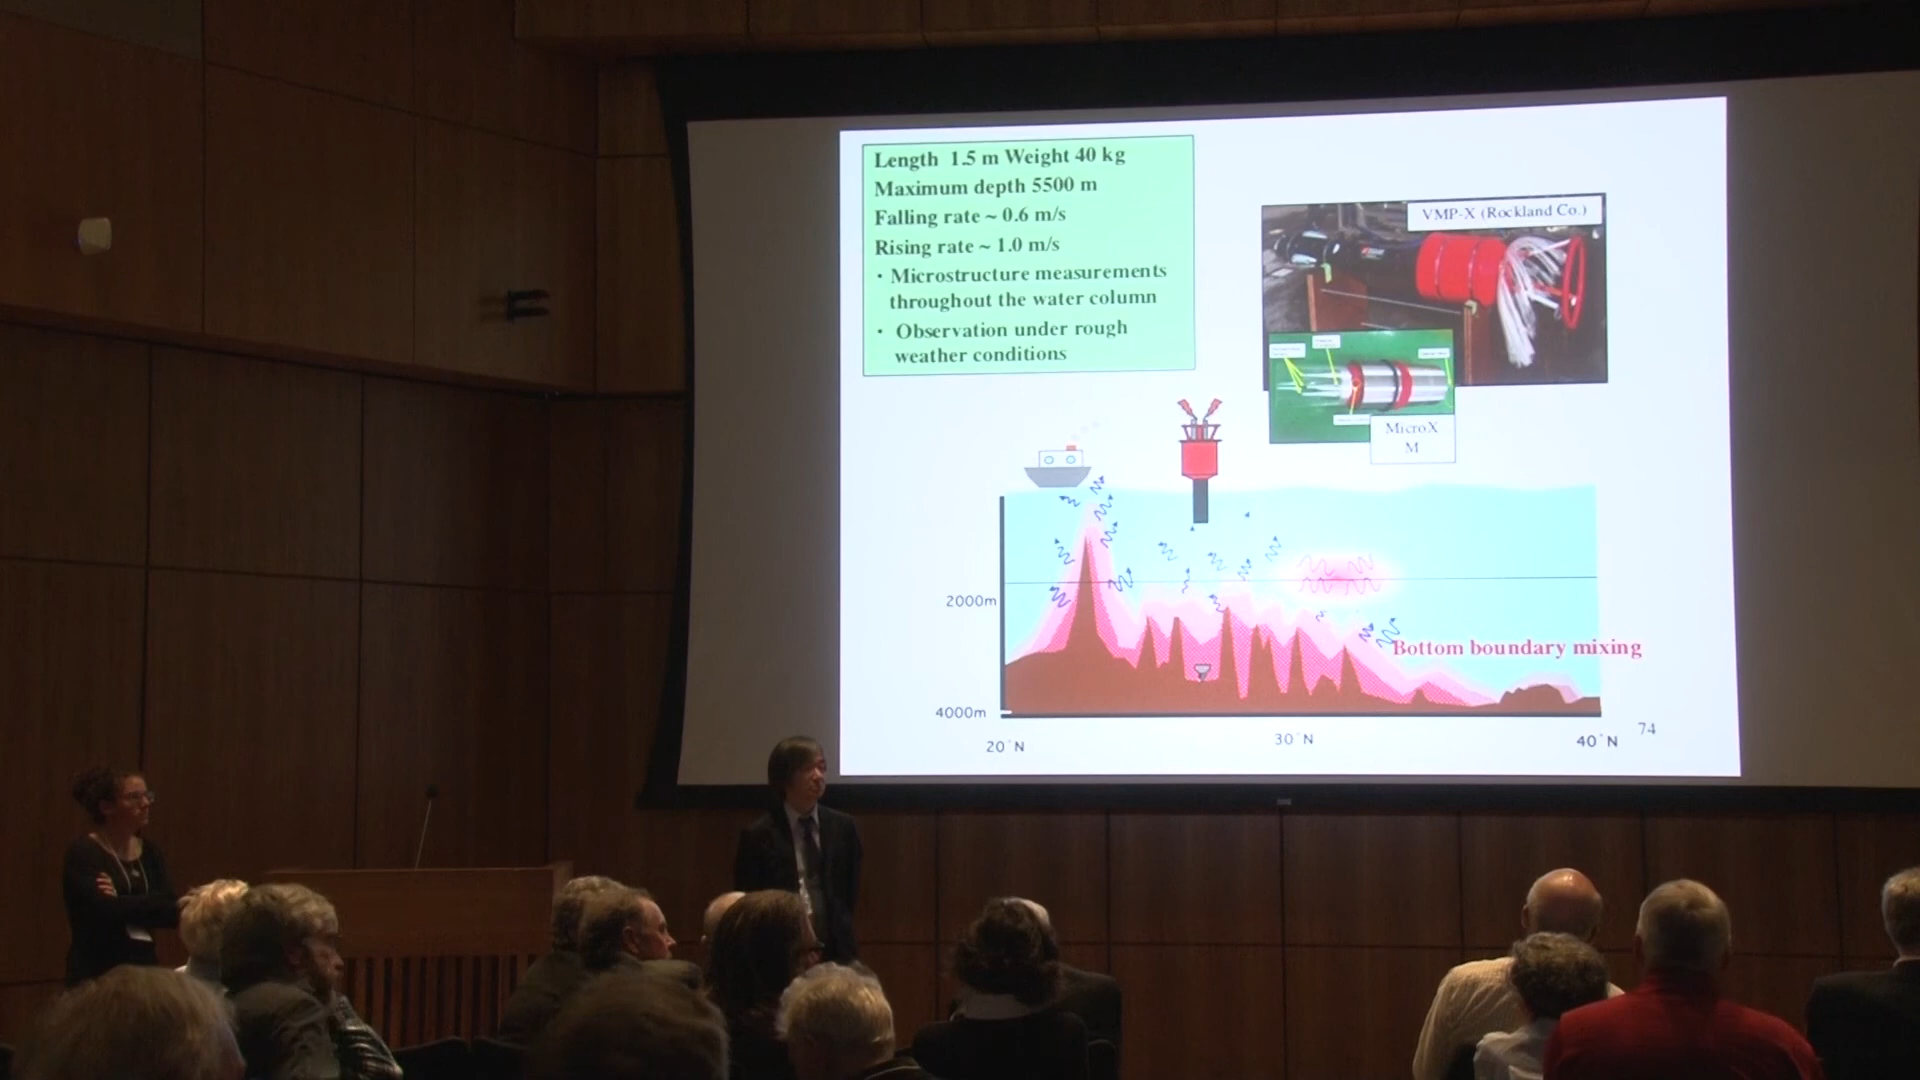 Length 1.5 m Weight 40 kg
Maximum depth 5500 m
Falling rate ~ 0.6 m/s
Rising rate ~ 1.0 m/s
• Microstructure measurements
throughout the water column
• Observation under rough
weather conditions
VMP-X (Rockland Co.)
MicroX
M
2000m
Bottom boundary mixing
4000m
20°N
30°N
40°N
74